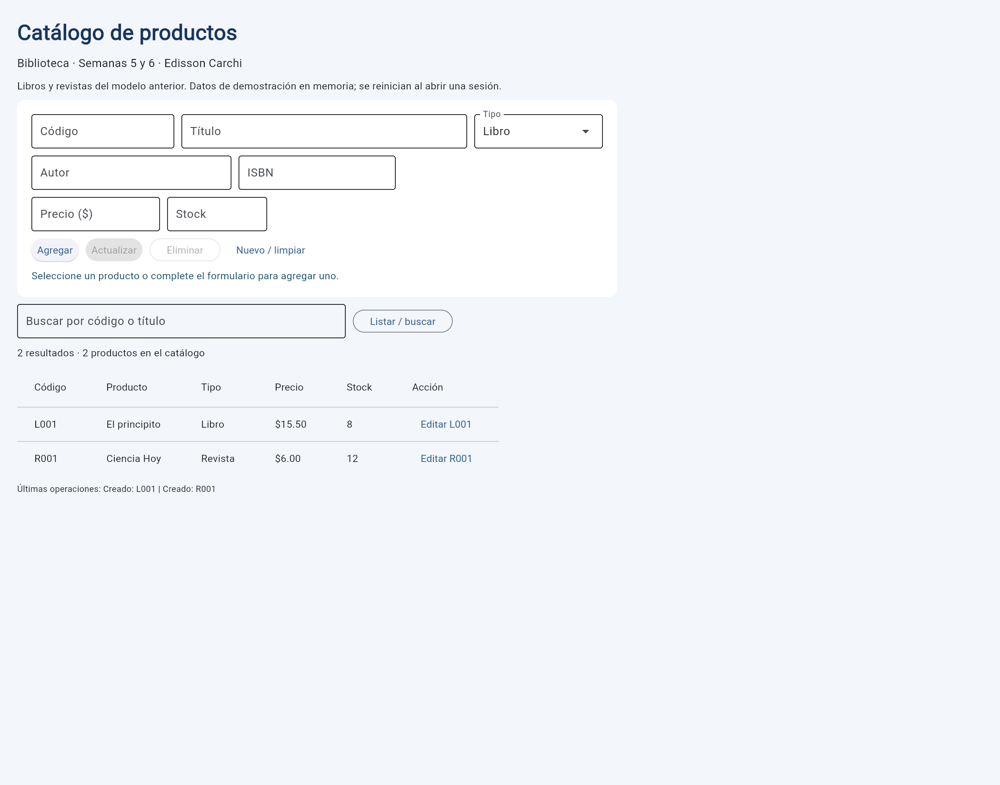 Catálogo de productos
Biblioteca · Semanas 5 y 6 · Edisson Carchi
Libros y revistas del modelo anterior. Datos de demostración en memoria; se reinician al abrir una sesión.
Tipo
Código Título Libro
Autor ISBN
Precio ($) Stock
Agregar Actualizar Eliminar Nuevo / limpiar
Seleccione un producto o complete el formulario para agregar uno.
Buscar por código o título Listar / buscar
2 resultados · 2 productos en el catálogo
Código Producto Tipo Precio Stock Acción
L001 El principito Libro $15.50 8 Editar L001
R001 Ciencia Hoy Revista $6.00 12 Editar R001
Últimas operaciones: Creado: L001 | Creado: R001